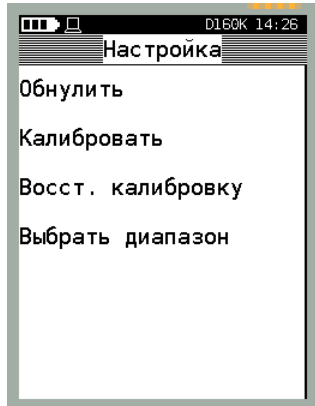 D160K 14:26
Настройка
Обнулить
Калибровать
Восст. калибровку
Выбрать диапазон